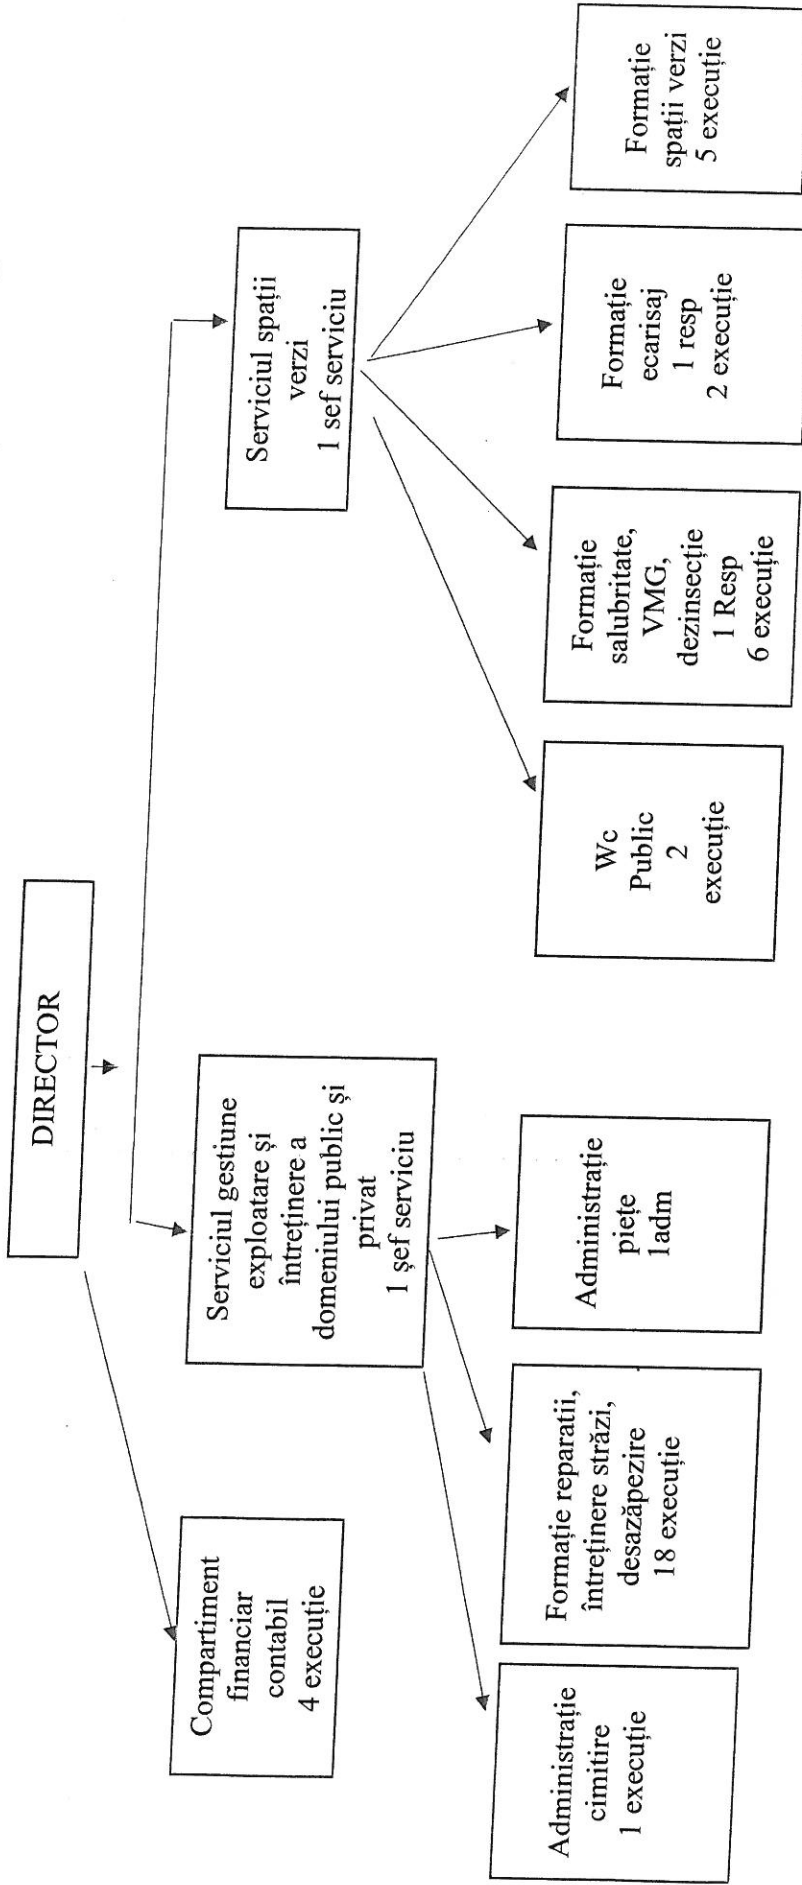 DIRECTOR
Compartiment
financiar
contabil
4 execuție
Serviciul gestiune
exploatare și
întreținere a
domeniului public și
privat
1 șef serviciu
Serviciul spații
verzi
1 sef serviciu
Administrație
cimitire
1 execuție
Formație reparatii,
întreținere străzi,
desazăpezire
18 execuție
Administrație
piețe
1adm
Wc
Public
2
execuție
Formație
salubritate,
VMG,
dezinsecție
1 Resp
6 execuție
Formație
ecarisaj
1 resp
2 execuție
Formație
spații verzi
5 execuție